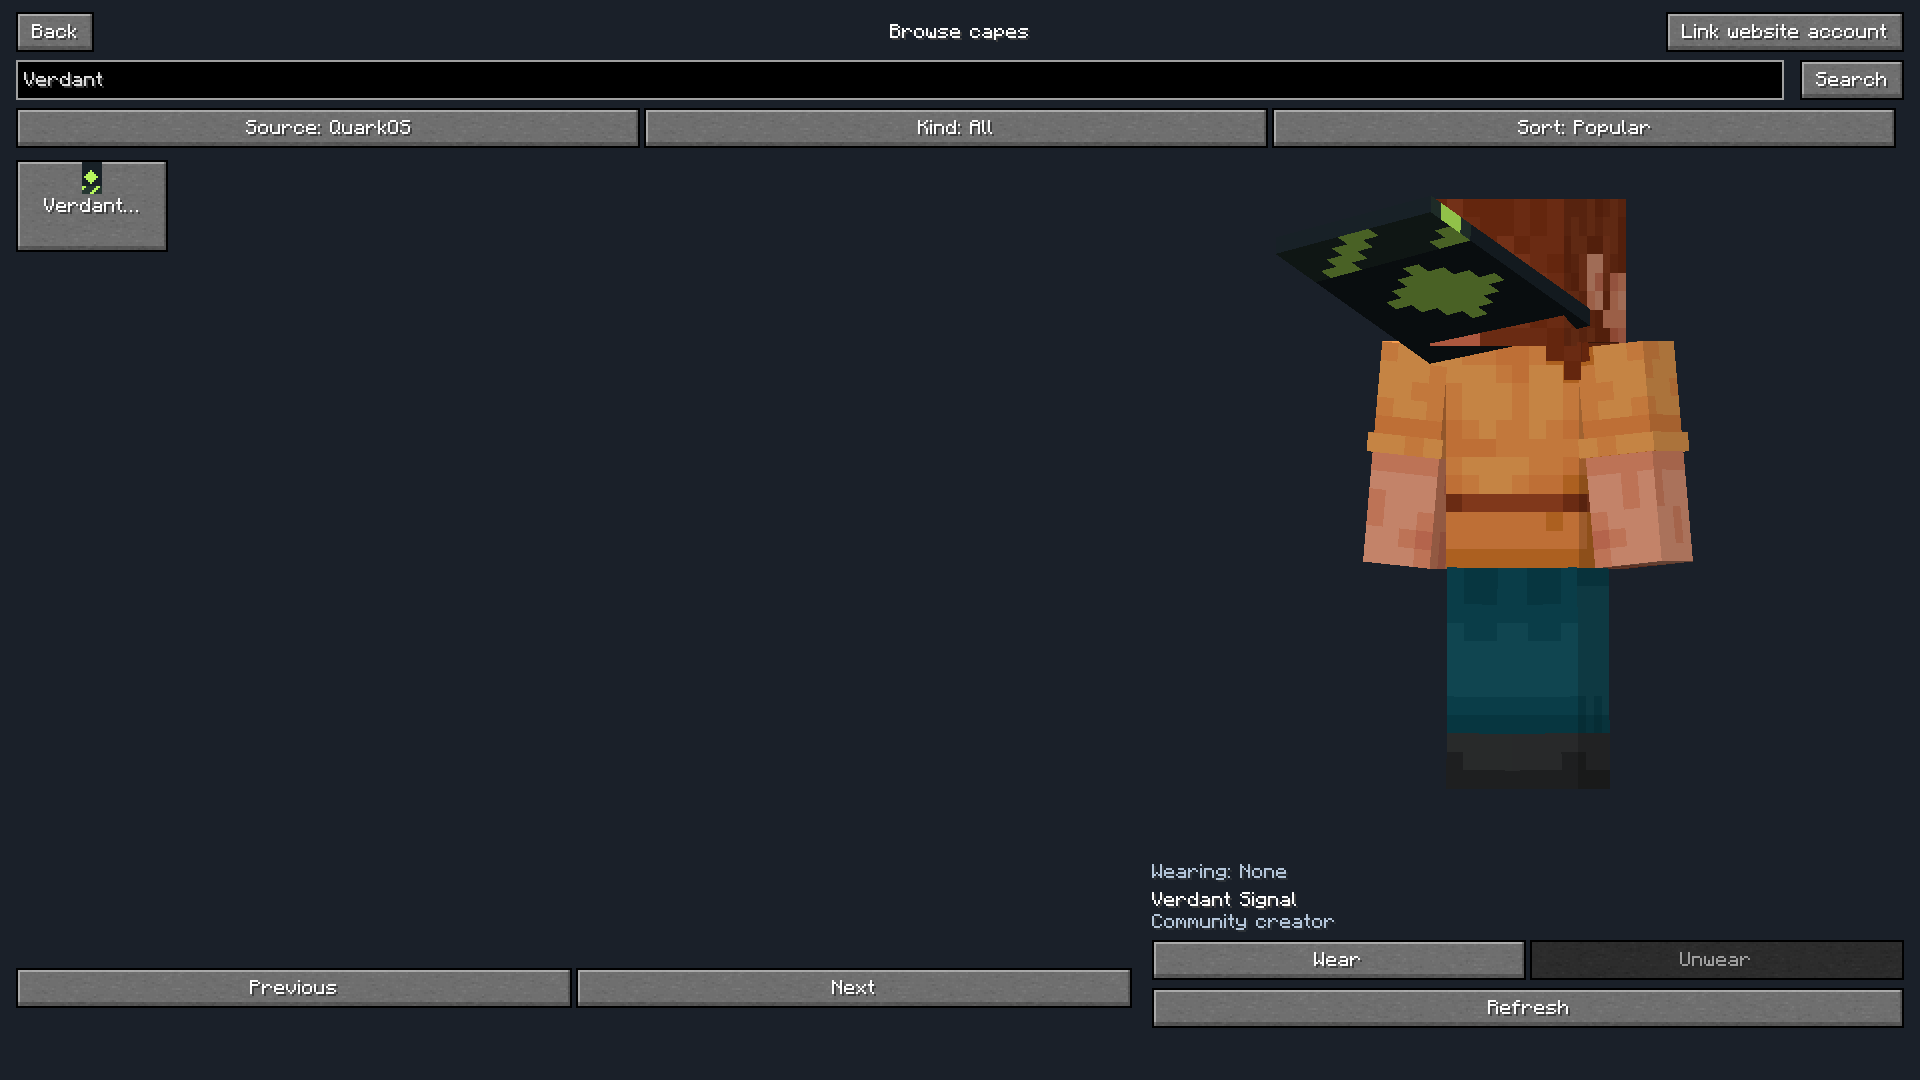 Back
Browse capes
Link website account
Verdant
Search
Source: QuarkOS
Kind: All
Sort: Popular
Verdant...
Wearing: None
Verdant Signal
Community creator
Wear
Unwear
Previous
Next
Refresh